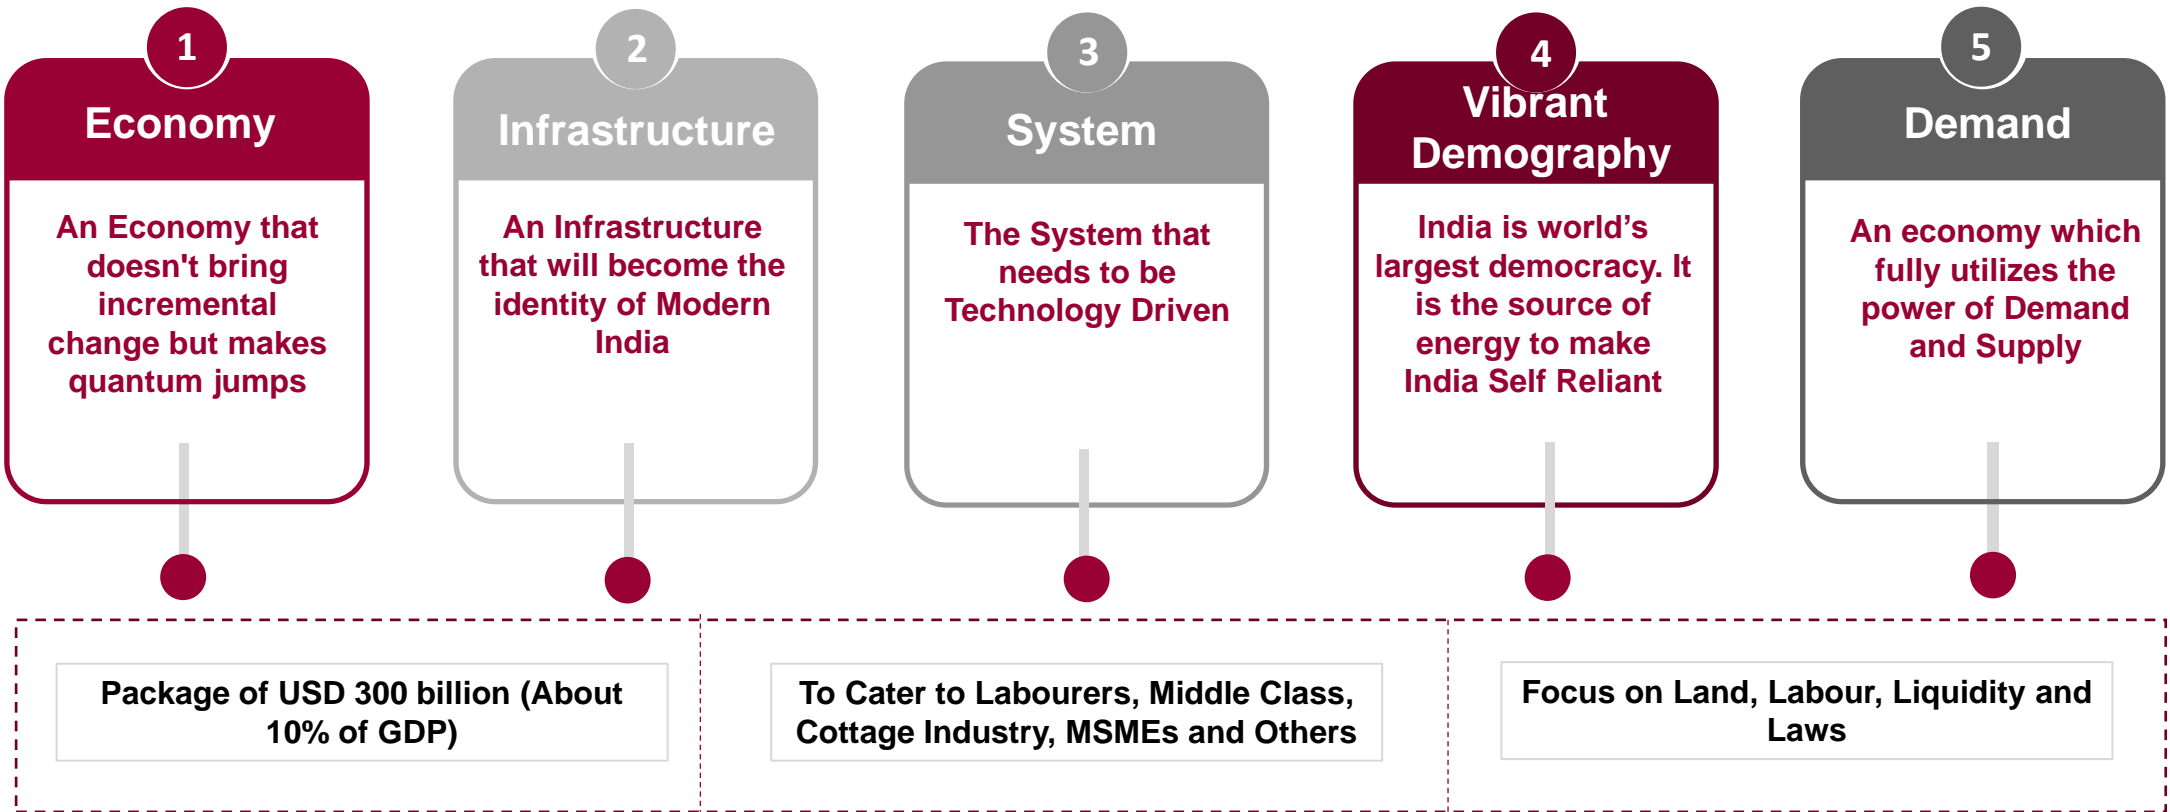 1
Economy
An Economy that
doesn't bring
incremental
change but makes
quantum jumps
2
Infrastructure
An Infrastructure
that will become the
identity of Modern
India
3
System
The System that
needs to be
Technology Driven
4
Vibrant
Demography
India is world’s
largest democracy. It
is the source of
energy to make
India Self Reliant
5
Demand
An economy which
fully utilizes the
power of Demand
and Supply
Package of USD 300 billion (About
10% of GDP)
To Cater to Labourers, Middle Class,
Cottage Industry, MSMEs and Others
Focus on Land, Labour, Liquidity and
Laws